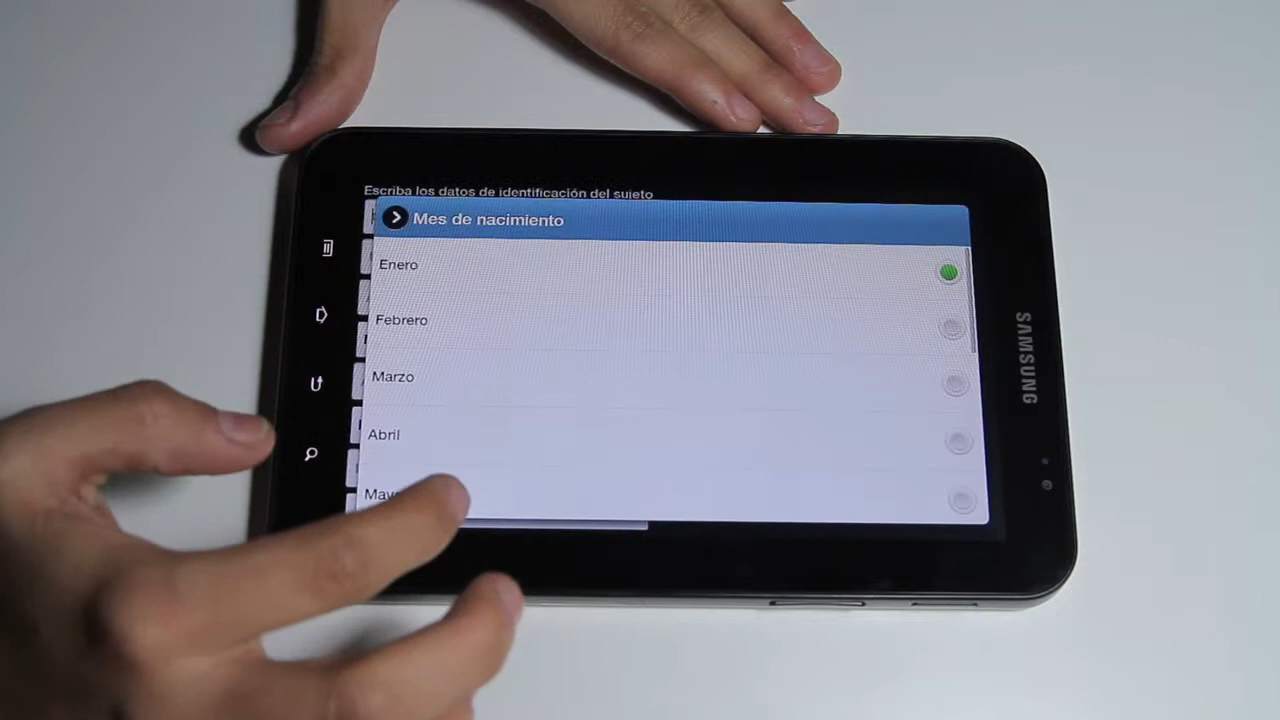 Escriba los datos de identificación del sujeto
Mes de nacimiento
Enero
Febrero
Marzo
Abril
SAMSUNG